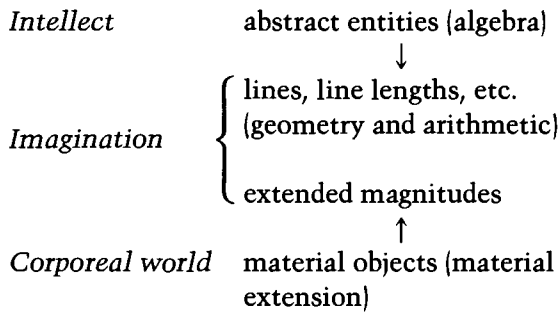 Intellect abstract entities (algebra)
↓
lines, line lengths, etc.
Imagination (geometry and arithmetic)
extended magnitudes
↑
Corporeal world material objects (material
extension)